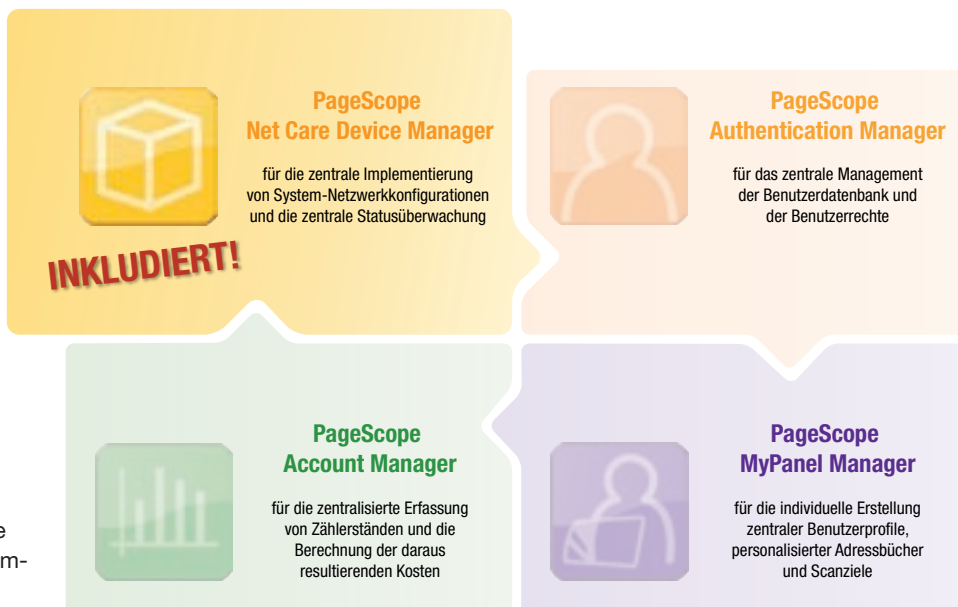 PageScope
Net Care Device Manager
für die zentrale Implementierung
von System-Netzwerkkonfigurationen
und die zentrale Statusüberwachung
INKLUDIERT!
PageScope
Authentication Manager
für das zentrale Management
der Benutzerdatenbank und
der Benutzerrechte
PageScope
Account Manager
für die zentralisierte Erfassung
von Zählerständen und die
Berechnung der daraus
resultierenden Kosten
PageScope
MyPanel Manager
für die individuelle Erstellung
zentraler Benutzerprofile,
personalisierter Adressbücher
und Scanziele
e
m-